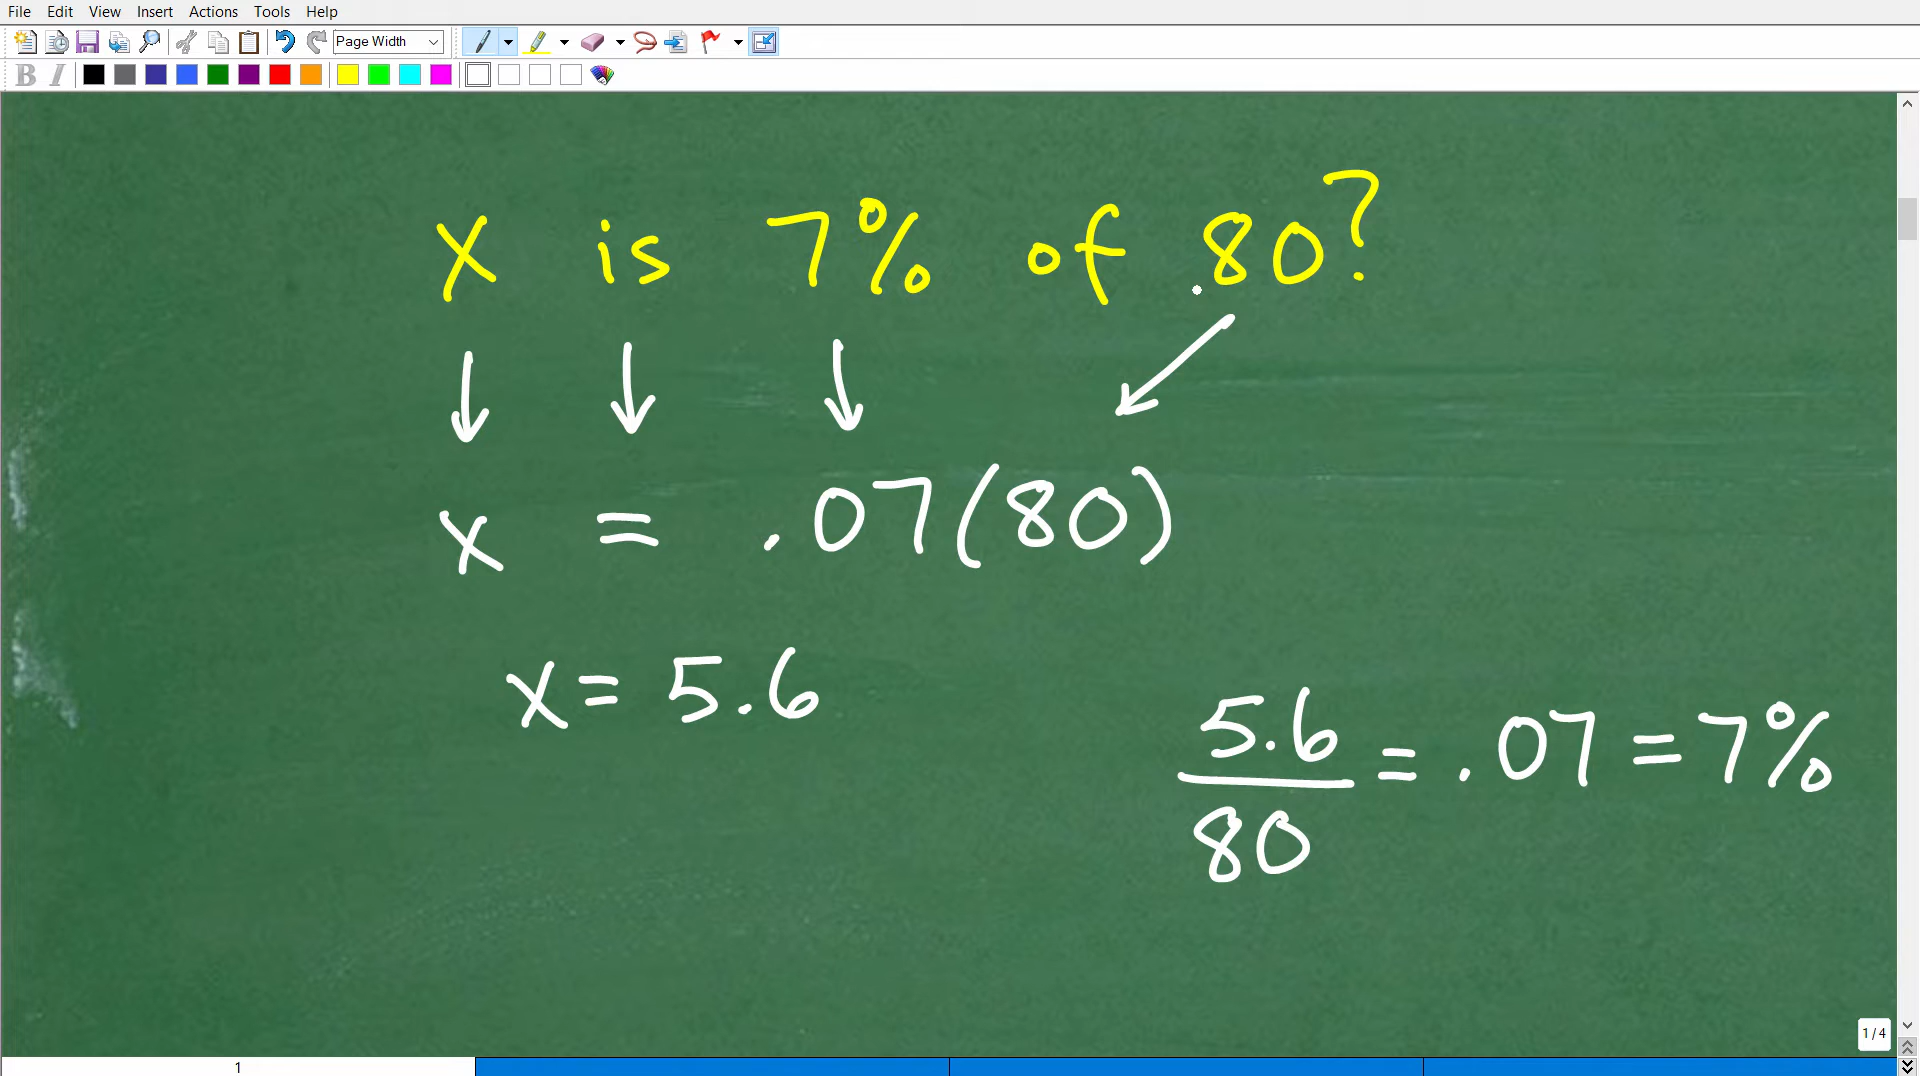 File Edit View Insert Actions Tools Help
Page Width
B I
x is 7% of 80?
x = .07(80)
x = 5.6
5.6
80
= .07 = 7%
1 / 4
1